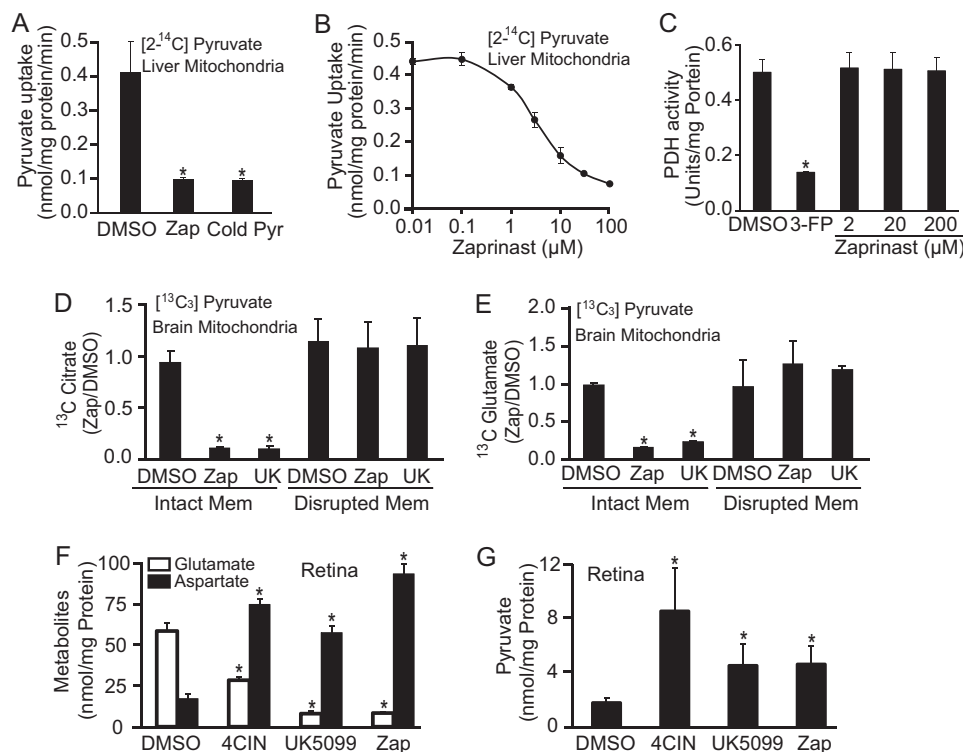 A
[2-¹⁴C] Pyruvate
Liver Mitochondria
Pyruvate uptake
(nmol/mg protein/min)
0.5
0.4
0.3
0.2
0.1
0.0
* *
DMSO Zap Cold Pyr
B
[2-¹⁴C] Pyruvate
Liver Mitochondria
Pyruvate Uptake
(nmol/mg protein/min)
0.5
0.4
0.3
0.2
0.1
0.0
0.01 0.1 1 10 100
Zaprinast (µM)
C
PDH activity
(Units/mg Portein)
0.6
0.4
0.2
0.0
*
DMSO 3-FP 2 20 200
Zaprinast (µM)
D
[¹³C₃] Pyruvate
Brain Mitochondria
¹³C Citrate
(Zap/DMSO)
1.5
1.0
0.5
0.0
* *
DMSO Zap UK DMSO Zap UK
Intact Mem Disrupted Mem
E
[¹³C₃] Pyruvate
Brain Mitochondria
¹³C Glutamate
(Zap/DMSO)
2.0
1.5
1.0
0.5
0.0
* *
DMSO Zap UK DMSO Zap UK
Intact Mem Disrupted Mem
F
Glutamate
Aspartate
Retina
Metabolites
(nmol/mg Protein)
100
75
50
25
0
* * * * * *
DMSO 4CIN UK5099 Zap
G
Retina
Pyruvate
(nmol/mg Protein)
12
8
4
0
* * *
DMSO 4CIN UK5099 Zap